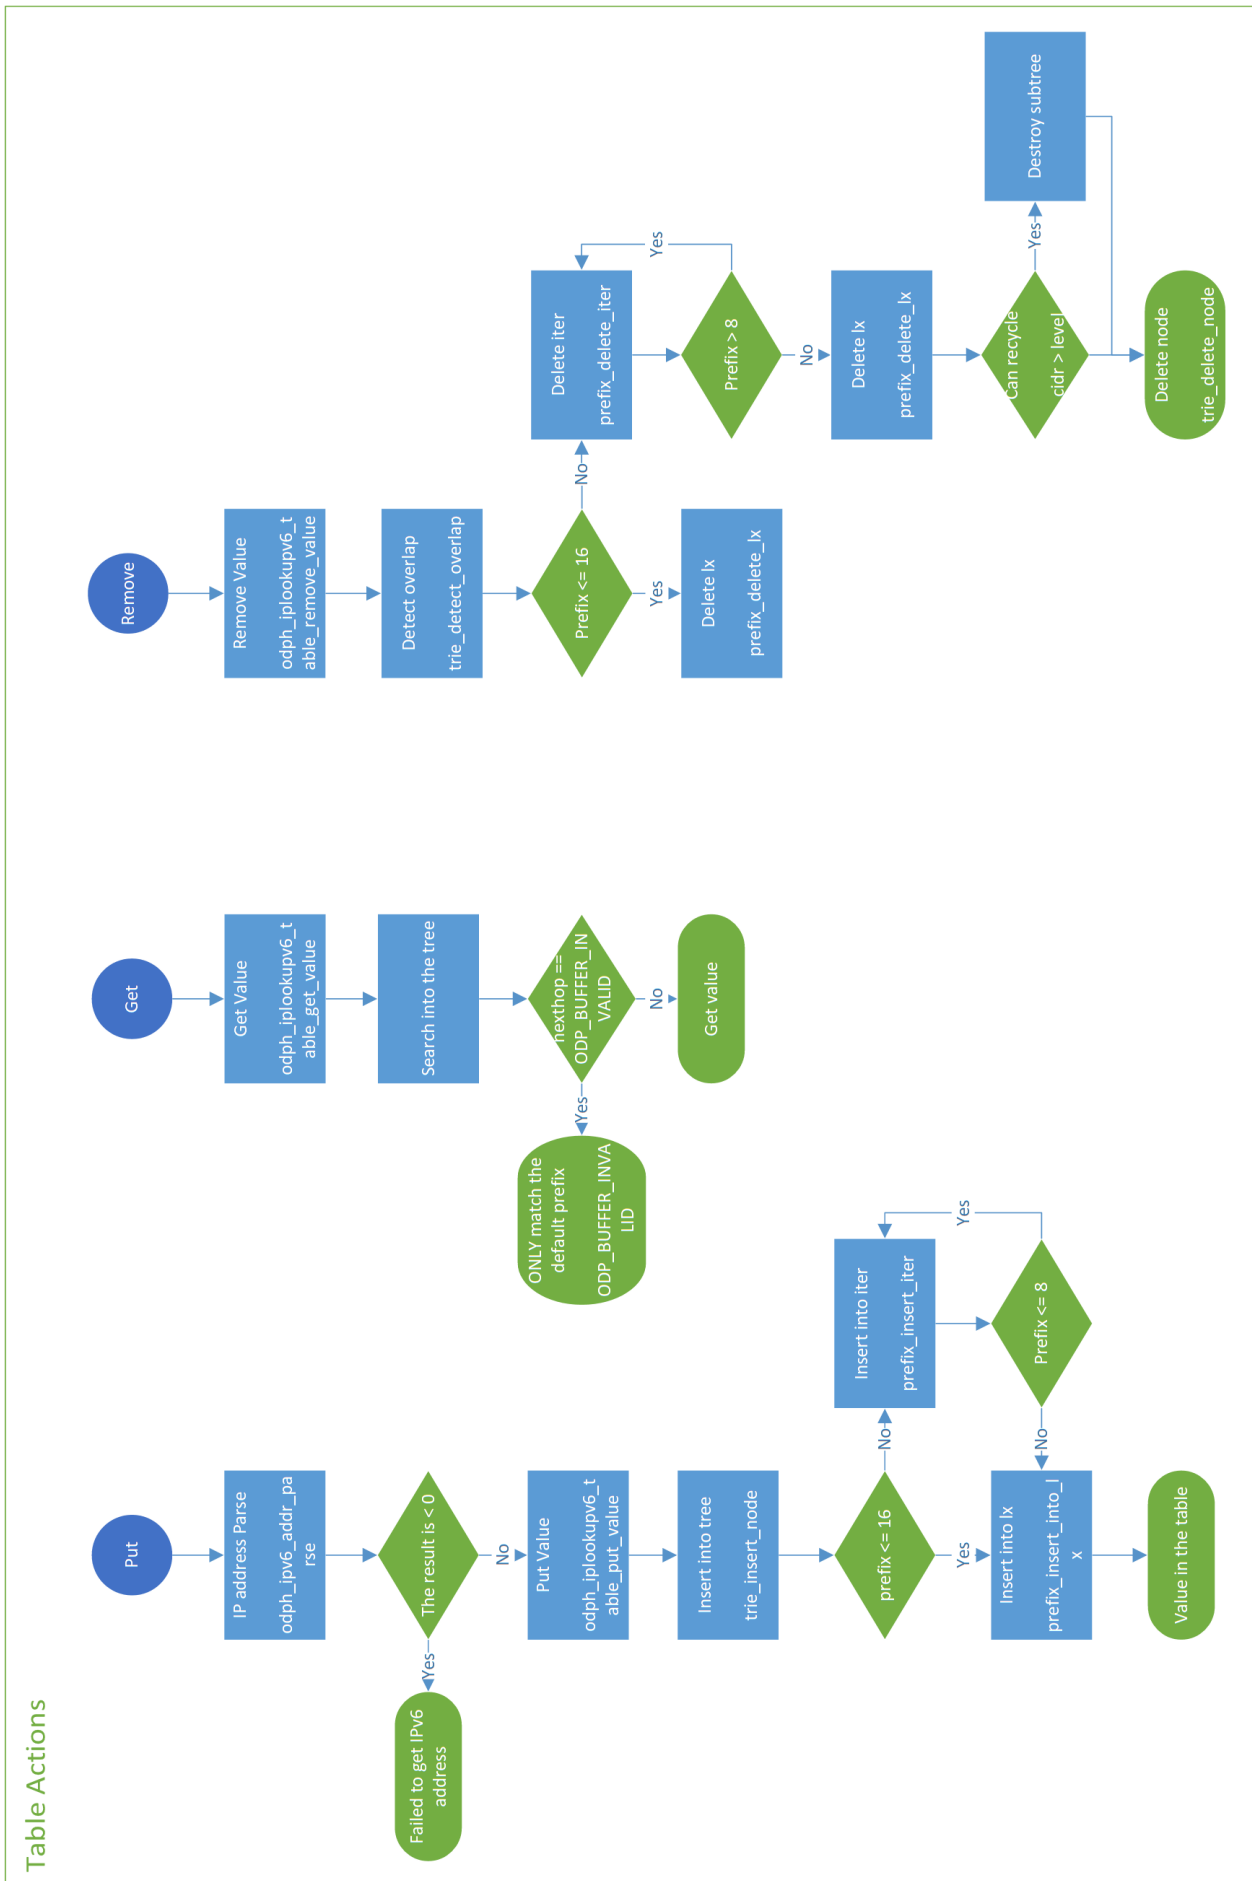 Table Actions
Put
IP address Parse
odph_ipv6_addr_pa
rse
The result is < 0
Yes
Failed to get IPv6
address
No
Put Value
odph_iplookupv6_t
able_put_value
Insert into tree
trie_insert_node
prefix <= 16
No
Insert into iter
prefix_insert_iter
Prefix <= 8
Yes
No
Yes
Insert into lx
prefix_insert_into_l
x
Value in the table
Get
Get Value
odph_iplookupv6_t
able_get_value
Search into the tree
nexthop ==
ODP_BUFFER_IN
VALID
Yes
ONLY match the
default prefix
ODP_BUFFER_INVA
LID
No
Get value
Remove
Remove Value
odph_iplookupv6_t
able_remove_value
Detect overlap
trie_detect_overlap
Prefix <= 16
Yes
Delete lx
prefix_delete_lx
No
Delete iter
prefix_delete_iter
Prefix > 8
Yes
No
Delete lx
prefix_delete_lx
Can recycle
cidr > level
Yes
Destroy subtree
Delete node
trie_delete_node